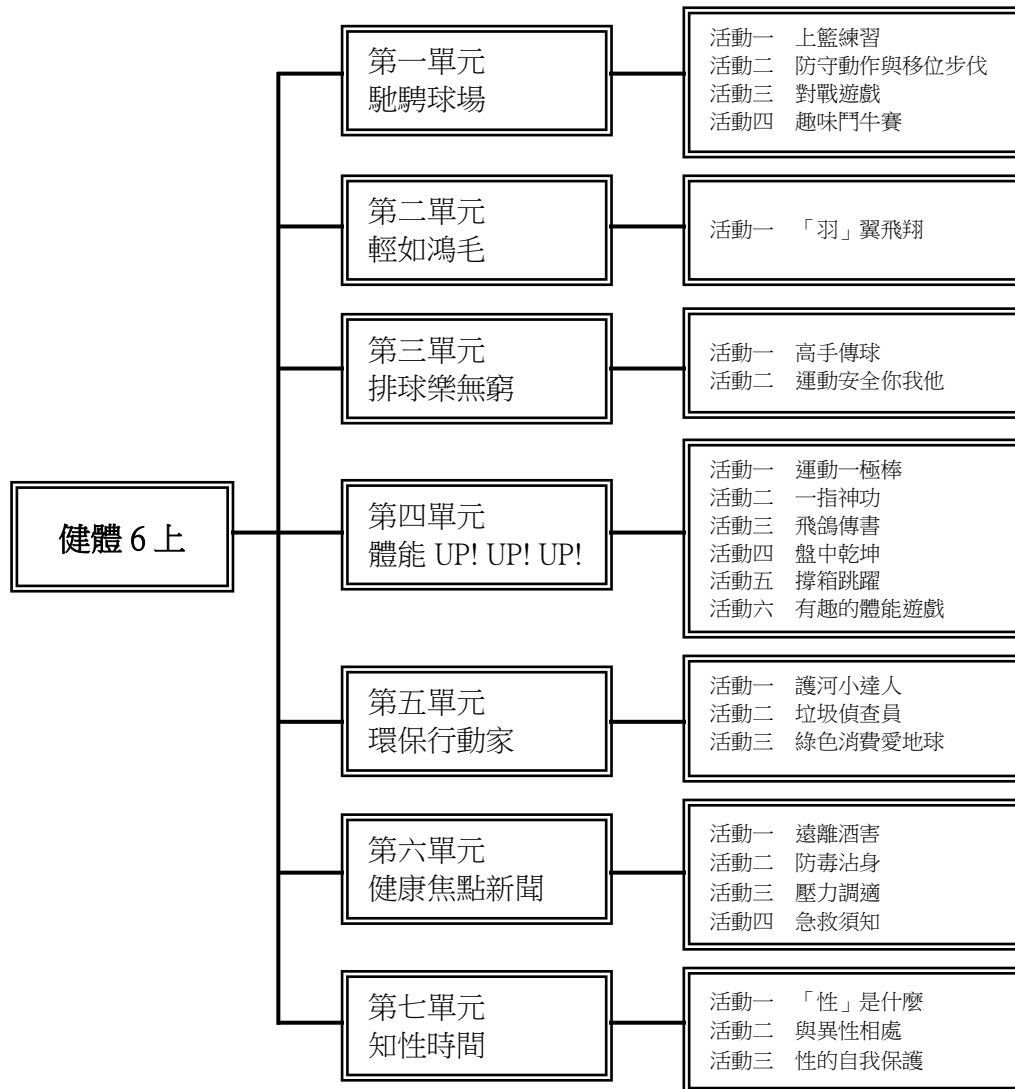 健體 6 上
第一單元
馳騁球場
活動一　上籃練習
活動二　防守動作與移位步伐
活動三　對戰遊戲
活動四　趣味鬥牛賽
第二單元
輕如鴻毛
活動一　「羽」翼飛翔
第三單元
排球樂無窮
活動一　高手傳球
活動二　運動安全你我他
第四單元
體能 UP! UP! UP!
活動一　運動一極棒
活動二　一指神功
活動三　飛鴿傳書
活動四　盤中乾坤
活動五　撐箱跳躍
活動六　有趣的體能遊戲
第五單元
環保行動家
活動一　護河小達人
活動二　垃圾偵查員
活動三　綠色消費愛地球
第六單元
健康焦點新聞
活動一　遠離酒害
活動二　防毒沾身
活動三　壓力調適
活動四　急救須知
第七單元
知性時間
活動一　「性」是什麼
活動二　與異性相處
活動三　性的自我保護